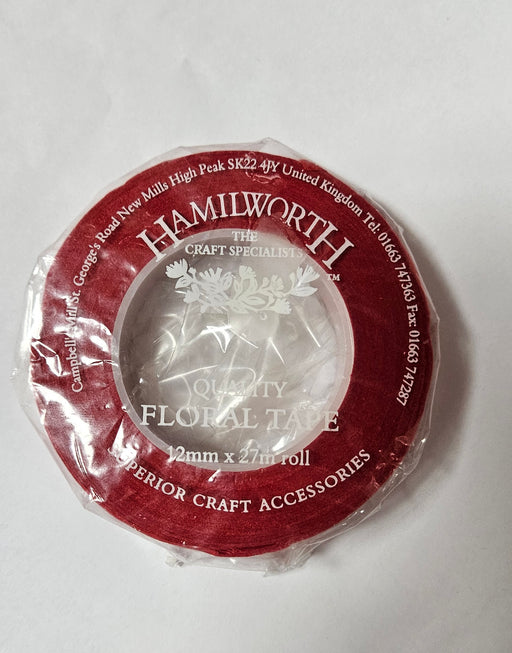 Campbell's Mill St. George's Road New Mills High Peak SK22 4JY United Kingdom Tel: 01663 747363 Fax: 01663 747287
HAMILWORTH
THE
CRAFT SPECIALISTS
TM
QUALITY
FLORAL TAPE
12mm x 27m roll
SUPERIOR CRAFT ACCESSORIES